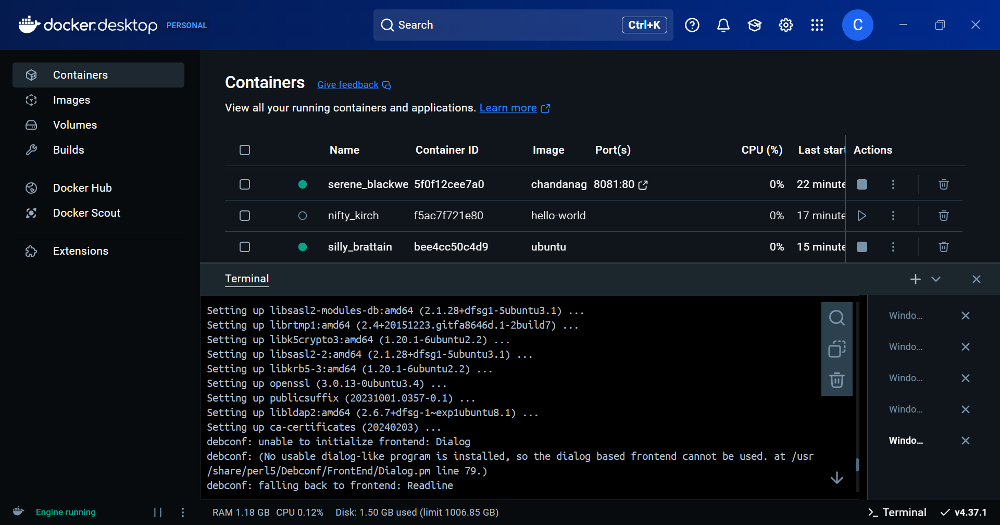 docker.desktop PERSONAL
Search
Ctrl+K
C
Containers
Images
Volumes
Builds
Docker Hub
Docker Scout
Extensions
Containers Give feedback
View all your running containers and applications. Learn more
Name Container ID Image Port(s) CPU (%) Last start Actions
serene_blackwe 5f0f12cee7a0 chandanag 8081:80 0% 22 minute
nifty_kirch f5ac7f721e80 hello-world 0% 17 minute
silly_brattain bee4cc50c4d9 ubuntu 0% 15 minute
Terminal
Setting up libsasl2-modules-db:amd64 (2.1.28+dfsg1-5ubuntu3.1) ...
Setting up librtmp1:amd64 (2.4+20151223.gitfa8646d.1-2build7) ...
Setting up libk5crypto3:amd64 (1.20.1-6ubuntu2.2) ...
Setting up libsasl2-2:amd64 (2.1.28+dfsg1-5ubuntu3.1) ...
Setting up libkrb5-3:amd64 (1.20.1-6ubuntu2.2) ...
Setting up openssl (3.0.13-0ubuntu3.4) ...
Setting up publicsuffix (20231001.0357-0.1) ...
Setting up libldap2:amd64 (2.6.7+dfsg-1~exp1ubuntu8.1) ...
Setting up ca-certificates (20240203) ...
debconf: unable to initialize frontend: Dialog
debconf: (No usable dialog-like program is installed, so the dialog based frontend cannot be used. at /usr
/share/perl5/Debconf/FrontEnd/Dialog.pm line 79.)
debconf: falling back to frontend: Readline
Windo...
Windo...
Windo...
Windo...
Windo...
Engine running
RAM 1.18 GB CPU 0.12% Disk: 1.50 GB used (limit 1006.85 GB)
Terminal
v4.37.1